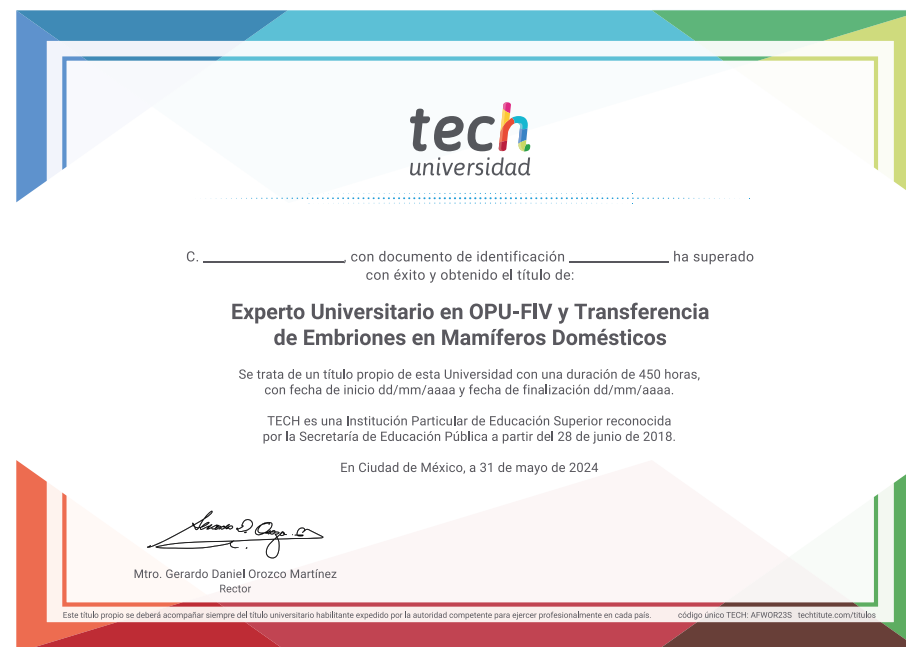 tech
universidad
C. ____________________, con documento de identificación ______________ ha superado
con éxito y obtenido el título de:
Experto Universitario en OPU-FIV y Transferencia
de Embriones en Mamíferos Domésticos
Se trata de un título propio de esta Universidad con una duración de 450 horas,
con fecha de inicio dd/mm/aaaa y fecha de finalización dd/mm/aaaa.
TECH es una Institución Particular de Educación Superior reconocida
por la Secretaría de Educación Pública a partir del 28 de junio de 2018.
En Ciudad de México, a 31 de mayo de 2024
Mtro. Gerardo Daniel Orozco Martínez
Rector
Este título propio se deberá acompañar siempre del título universitario habilitante expedido por la autoridad competente para ejercer profesionalmente en cada país. código único TECH: AFWOR23S techtitute.com/titulos